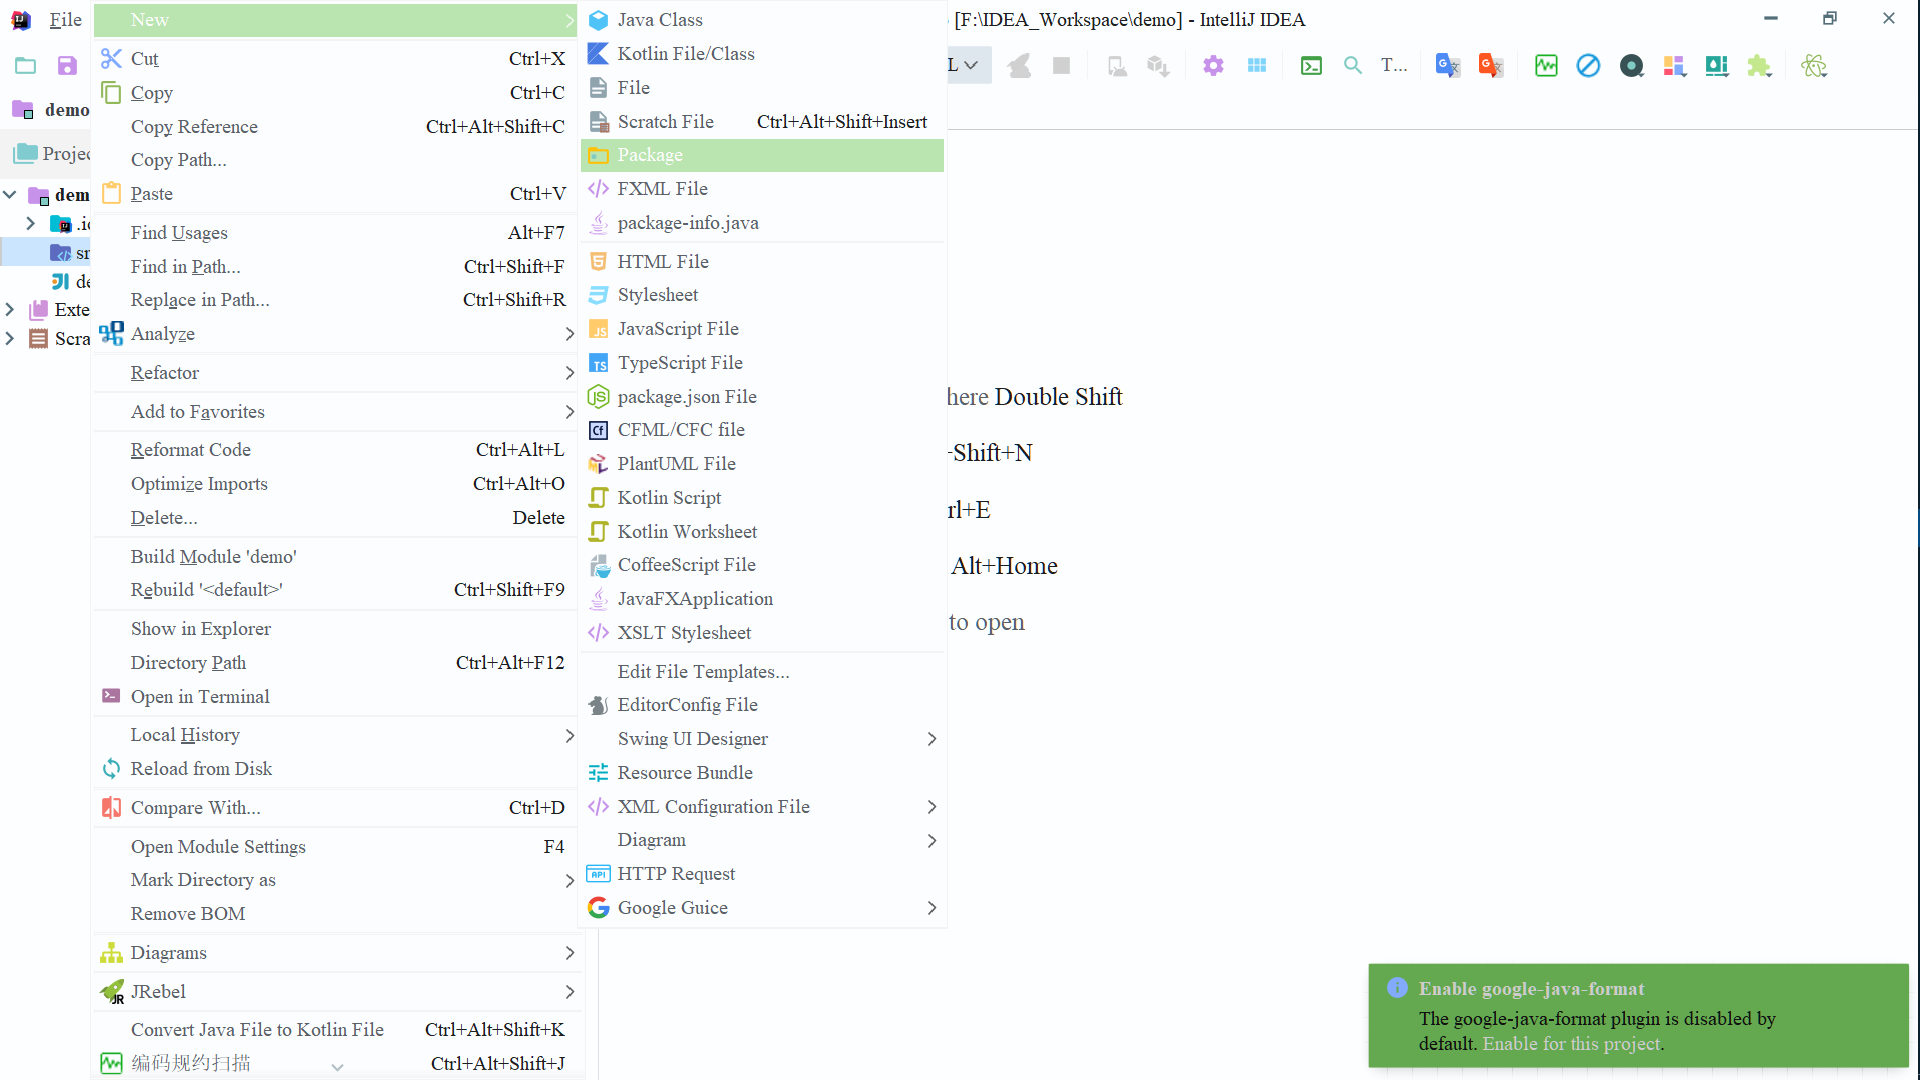 File
New
Java Class
[F:\IDEA_Workspace\demo] - IntelliJ IDEA
Cut Ctrl+X
Kotlin File/Class
L
T...
Copy Ctrl+C
File
demo
Copy Reference Ctrl+Alt+Shift+C
Scratch File Ctrl+Alt+Shift+Insert
Projec
Copy Path...
Package
dem
Paste Ctrl+V
FXML File
.id
Find Usages Alt+F7
package-info.java
sr
Find in Path... Ctrl+Shift+F
HTML File
de
Replace in Path... Ctrl+Shift+R
Stylesheet
Exte
Analyze
JavaScript File
Scra
TypeScript File
Refactor
package.json File
here Double Shift
Add to Favorites
CFML/CFC file
Reformat Code Ctrl+Alt+L
PlantUML File
+Shift+N
Optimize Imports Ctrl+Alt+O
Kotlin Script
rl+E
Delete... Delete
Kotlin Worksheet
Build Module 'demo'
CoffeeScript File
Alt+Home
Rebuild '<default>' Ctrl+Shift+F9
JavaFXApplication
Show in Explorer
XSLT Stylesheet
to open
Directory Path Ctrl+Alt+F12
Edit File Templates...
Open in Terminal
EditorConfig File
Local History
Swing UI Designer
Reload from Disk
Resource Bundle
Compare With... Ctrl+D
XML Configuration File
Open Module Settings F4
Diagram
Mark Directory as
HTTP Request
Remove BOM
Google Guice
Diagrams
JRebel
Enable google-java-format
The google-java-format plugin is disabled by
default. Enable for this project.
Convert Java File to Kotlin File Ctrl+Alt+Shift+K
编码规约扫描 Ctrl+Alt+Shift+J